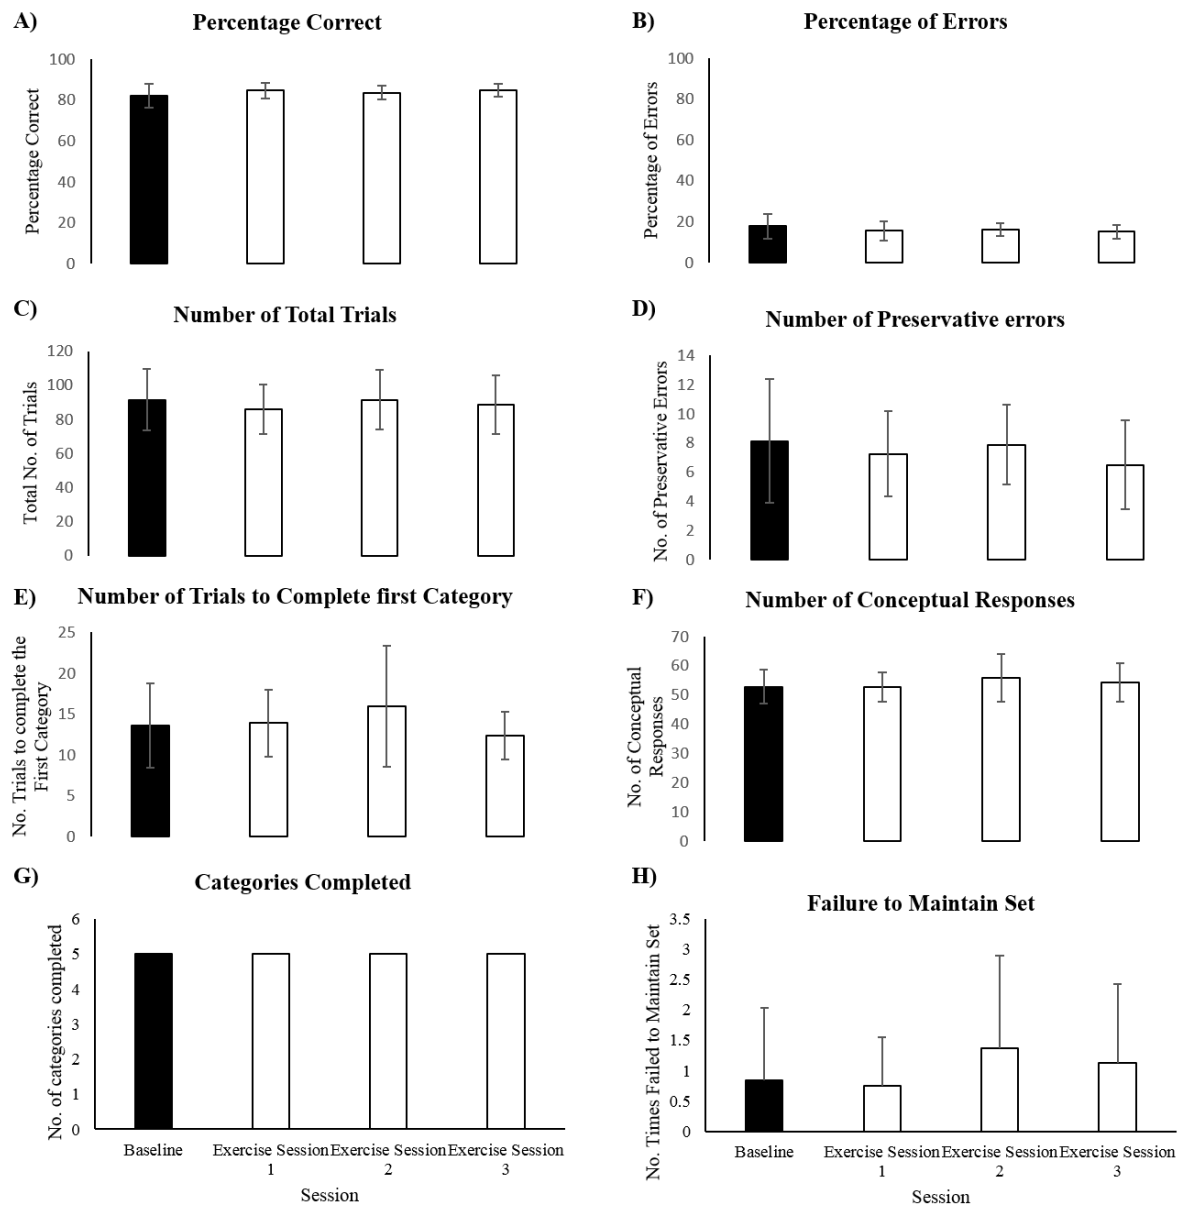 A)
Percentage Correct
Percentage Correct
100
80
60
40
20
0
B)
Percentage of Errors
Percentage of Errors
100
80
60
40
20
0
C)
Number of Total Trials
Total No. of Trials
120
100
80
60
40
20
0
D)
Number of Preservative errors
No. of Preservative Errors
14
12
10
8
6
4
2
0
E)
Number of Trials to Complete first Category
No. Trials to complete the
First Category
25
20
15
10
5
0
F)
Number of Conceptual Responses
No. of Conceptual
Responses
70
60
50
40
30
20
10
0
G)
Categories Completed
No. of categories completed
6
5
4
3
2
1
0
Baseline
Exercise Session
1
Exercise Session
2
Exercise Session
3
Session
H)
Failure to Maintain Set
No. Times Failed to Maintain Set
3.5
3
2.5
2
1.5
1
0.5
0
Baseline
Exercise Session
1
Exercise Session
2
Exercise Session
3
Session